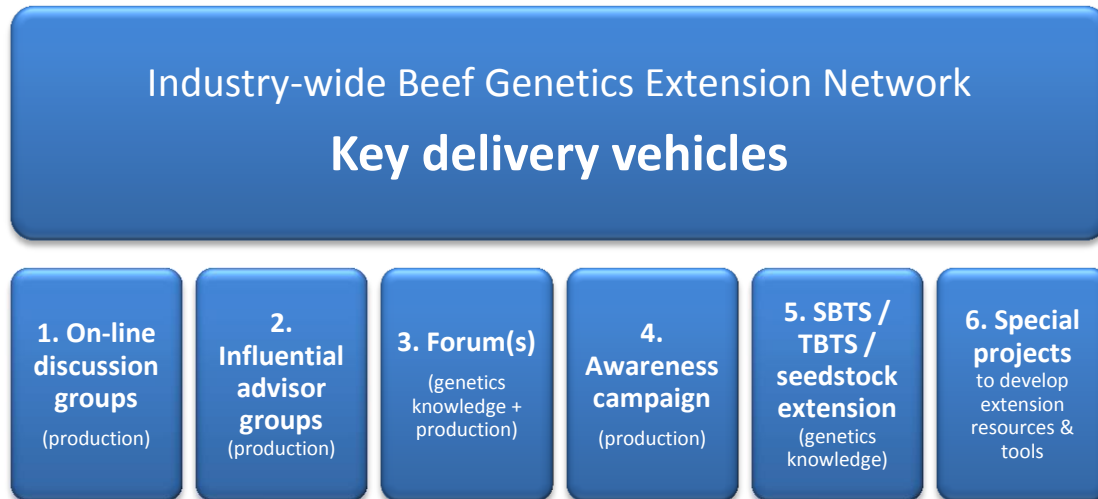 Industry-wide Beef Genetics Extension Network
Key delivery vehicles
1. On-line
discussion
groups
(production)
2.
Influential
advisor
groups
(production)
3. Forum(s)
(genetics
knowledge +
production)
4.
Awareness
campaign
(production)
5. SBTS /
TBTS /
seedstock
extension
(genetics
knowledge)
6. Special
projects
to develop
extension
resources &
tools